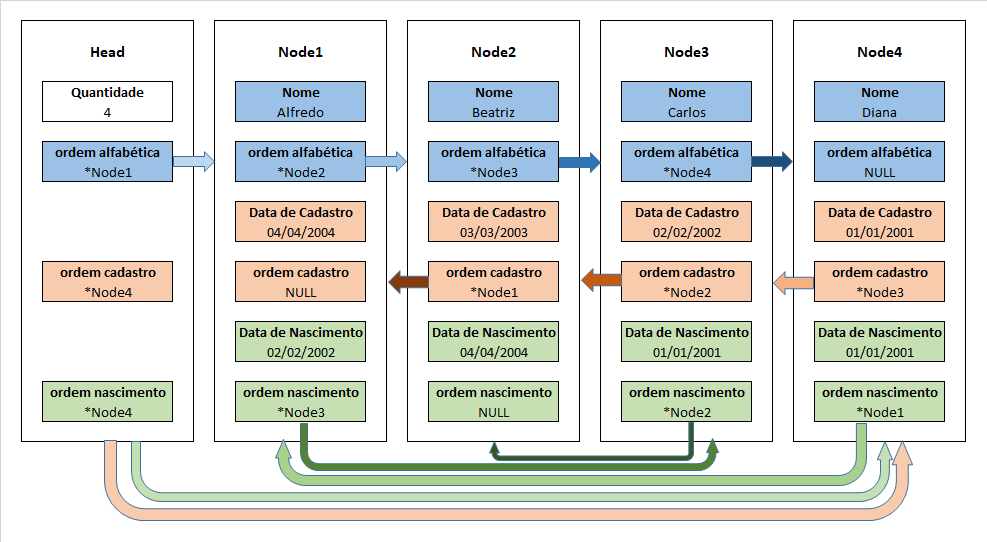 Head
Quantidade
4
ordem alfabética
*Node1
ordem cadastro
*Node4
ordem nascimento
*Node4
Node1
Nome
Alfredo
ordem alfabética
*Node2
Data de Cadastro
04/04/2004
ordem cadastro
NULL
Data de Nascimento
02/02/2002
ordem nascimento
*Node3
Node2
Nome
Beatriz
ordem alfabética
*Node3
Data de Cadastro
03/03/2003
ordem cadastro
*Node1
Data de Nascimento
04/04/2004
ordem nascimento
NULL
Node3
Nome
Carlos
ordem alfabética
*Node4
Data de Cadastro
02/02/2002
ordem cadastro
*Node2
Data de Nascimento
01/01/2001
ordem nascimento
*Node2
Node4
Nome
Diana
ordem alfabética
NULL
Data de Cadastro
01/01/2001
ordem cadastro
*Node3
Data de Nascimento
01/01/2001
ordem nascimento
*Node1